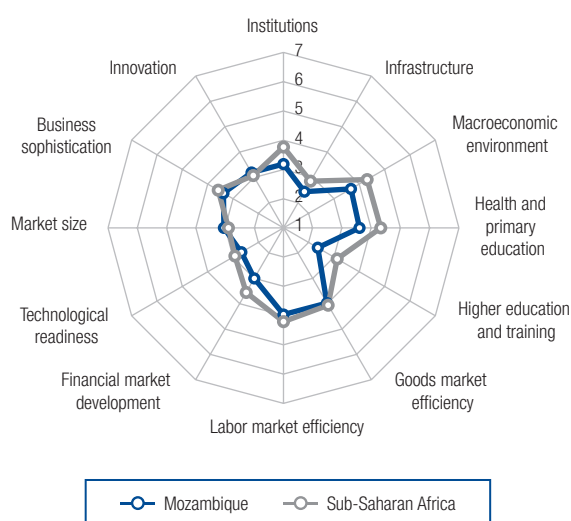 Institutions
Infrastructure
Macroeconomic
environment
Health and
primary
education
Higher education
and training
Goods market
efficiency
Labor market efficiency
Financial market
development
Technological
readiness
Market size
Business
sophistication
Innovation
7
6
5
4
3
2
1
Mozambique
Sub-Saharan Africa